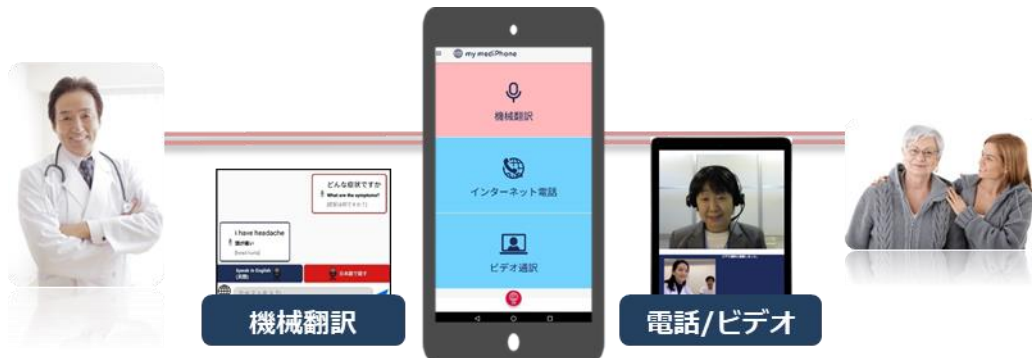 my mediPhone
機械翻訳
インターネット電話
ビデオ通訳
どんな症状ですか
What are the symptoms?
I have headache
頭が痛い
Speak in English
(英語)
日本語で話す
機械翻訳
電話/ビデオ